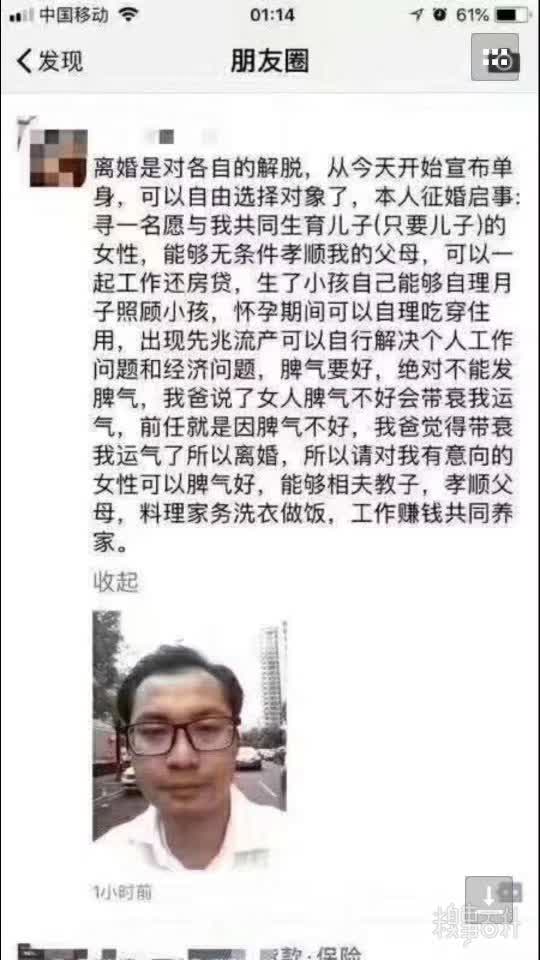 中国移动
01:14
61%
发现
朋友圈
离婚是对各自的解脱，从今天开始宣布单
身，可以自由选择对象了，本人征婚启事:
寻一名愿与我共同生育儿子(只要儿子)的
女性，能够无条件孝顺我的父母，可以一
起工作还房贷，生了小孩自己能够自理月
子照顾小孩，怀孕期间可以自理吃穿住
用，出现先兆流产可以自行解决个人工作
问题和经济问题，脾气要好，绝对不能发
脾气，我爸说了女人脾气不好会带衰我运
气，前任就是因脾气不好，我爸觉得带衰
我运气了所以离婚，所以请对我有意向的
女性可以脾气好，能够相夫教子，孝顺父
母，料理家务洗衣做饭，工作赚钱共同养
家。
收起
1小时前
款:保险